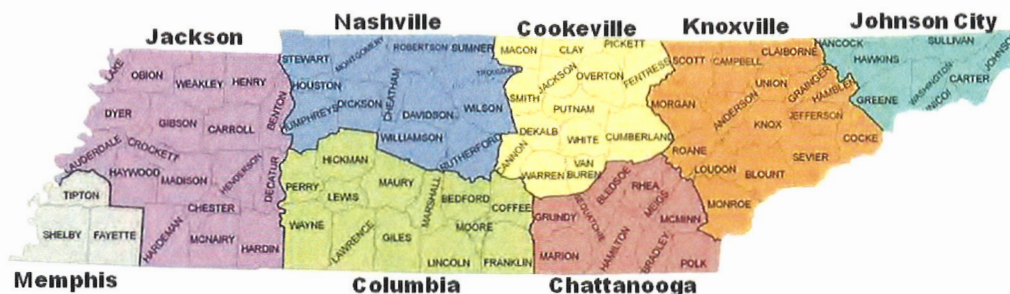 Jackson
Nashville
Cookeville
Knoxville
Johnson City
LAKE
OBION
WEAKLEY
HENRY
DYER
GIBSON
CARROLL
BENTON
LAUDERDALE
CROCKETT
HAYWOOD
MADISON
HENDERSON
DECATUR
CHESTER
HARDEMAN
MCNAIRY
HARDIN
TIPTON
SHELBY
FAYETTE
STEWART
MONTGOMERY
ROBERTSON
SUMNER
TROUSDALE
HOUSTON
HUMPHREYS
DICKSON
CHEATHAM
DAVIDSON
WILSON
WILLIAMSON
RUTHERFORD
HICKMAN
PERRY
LEWIS
MAURY
MARSHALL
BEDFORD
COFFEE
WAYNE
LAWRENCE
GILES
MOORE
LINCOLN
FRANKLIN
MACON
CLAY
PICKETT
JACKSON
OVERTON
FENTRESS
SMITH
PUTNAM
DEKALB
WHITE
CUMBERLAND
CANNON
WARREN
VAN
BUREN
BLEDSOE
RHEA
MEIGS
MCMINN
GRUNDY
SEQUATCHIE
MARION
HAMILTON
BRADLEY
POLK
SCOTT
CAMPBELL
CLAIBORNE
UNION
GRAINGER
HAMBLEN
MORGAN
ANDERSON
KNOX
JEFFERSON
COCKE
ROANE
LOUDON
BLOUNT
SEVIER
MONROE
HANCOCK
HAWKINS
SULLIVAN
JOHNSON
WASHINGTON
CARTER
GREENE
UNICOI
Memphis
Columbia
Chattanooga